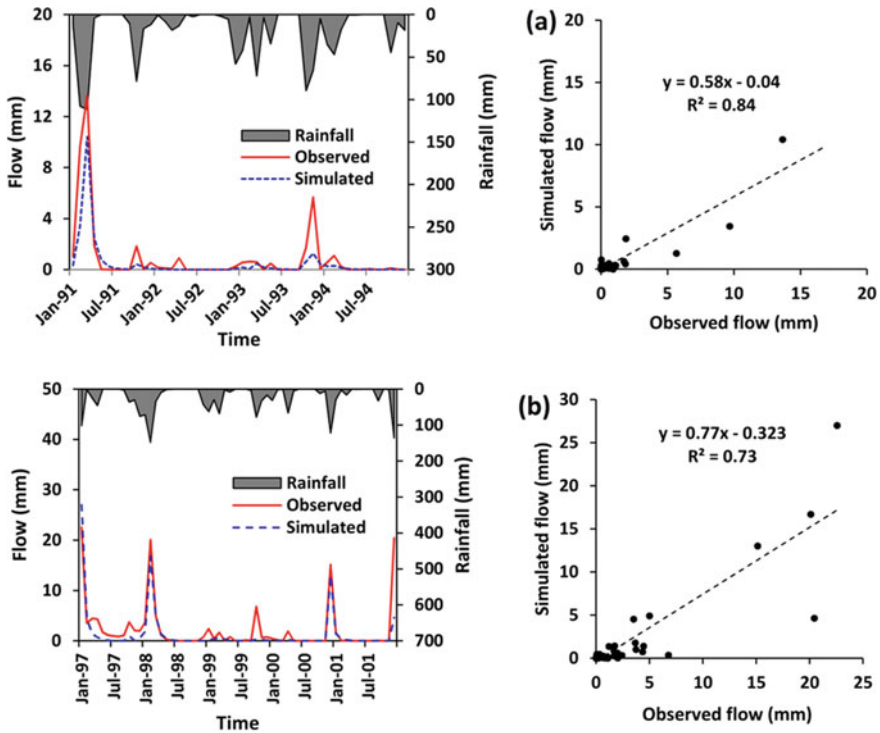 20
16
12
8
4
0
Flow (mm)
0
50
100
150
200
250
300
Rainfall (mm)
Rainfall
Observed
Simulated
Jan-91
Jul-91
Jan-92
Jul-92
Jan-93
Jul-93
Jan-94
Jul-94
Time
(a)
y = 0.58x - 0.04
R² = 0.84
20
15
10
5
0
Simulated flow (mm)
0
5
10
15
20
Observed flow (mm)
50
40
30
20
10
0
Flow (mm)
0
100
200
300
400
500
600
700
Rainfall (mm)
Rainfall
Observed
Simulated
Jan-97
Jul-97
Jan-98
Jul-98
Jan-99
Jul-99
Jan-00
Jul-00
Jan-01
Jul-01
Time
(b)
y = 0.77x - 0.323
R² = 0.73
30
25
20
15
10
5
0
Simulated flow (mm)
0
5
10
15
20
25
Observed flow (mm)